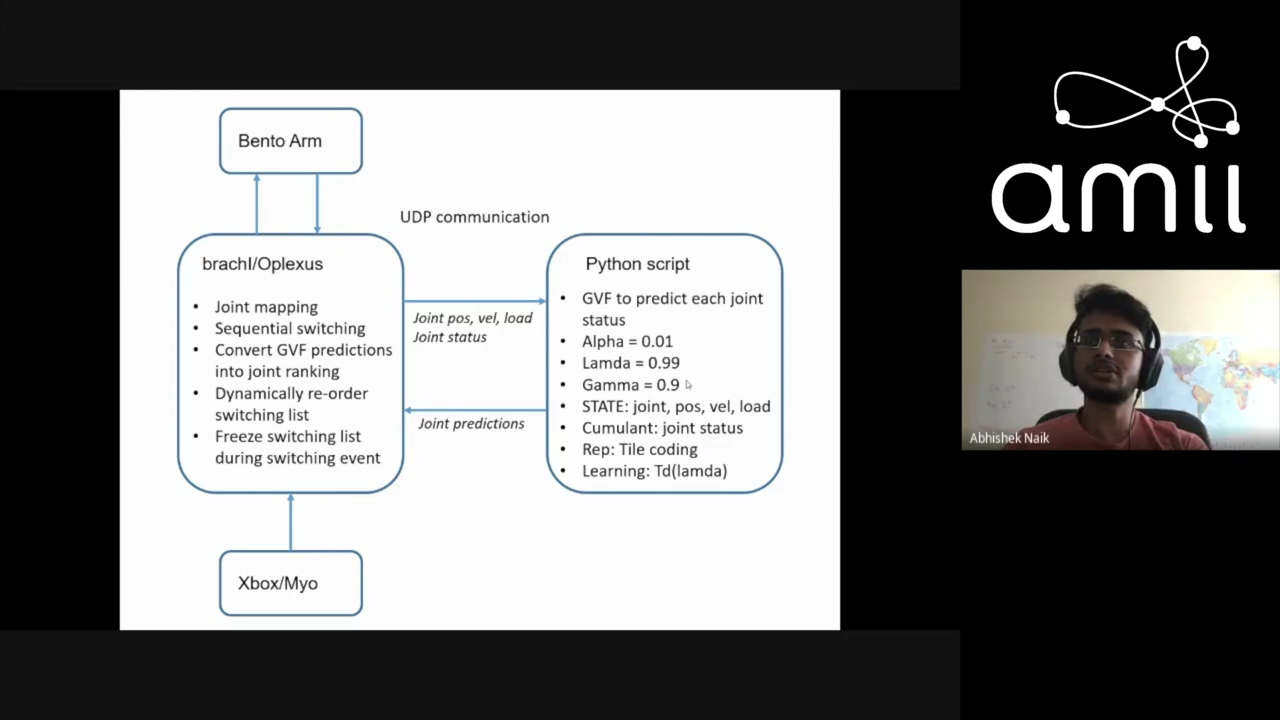 Bento Arm
UDP communication
brachI/Oplexus
• Joint mapping
• Sequential switching
• Convert GVF predictions
into joint ranking
• Dynamically re-order
switching list
• Freeze switching list
during switching event
Joint pos, vel, load
Joint status
Joint predictions
Python script
• GVF to predict each joint
status
• Alpha = 0.01
• Lamda = 0.99
• Gamma = 0.9
• STATE: joint, pos, vel, load
• Cumulant: joint status
• Rep: Tile coding
• Learning: Td(lamda)
Xbox/Myo
amii
Abhishek Naik